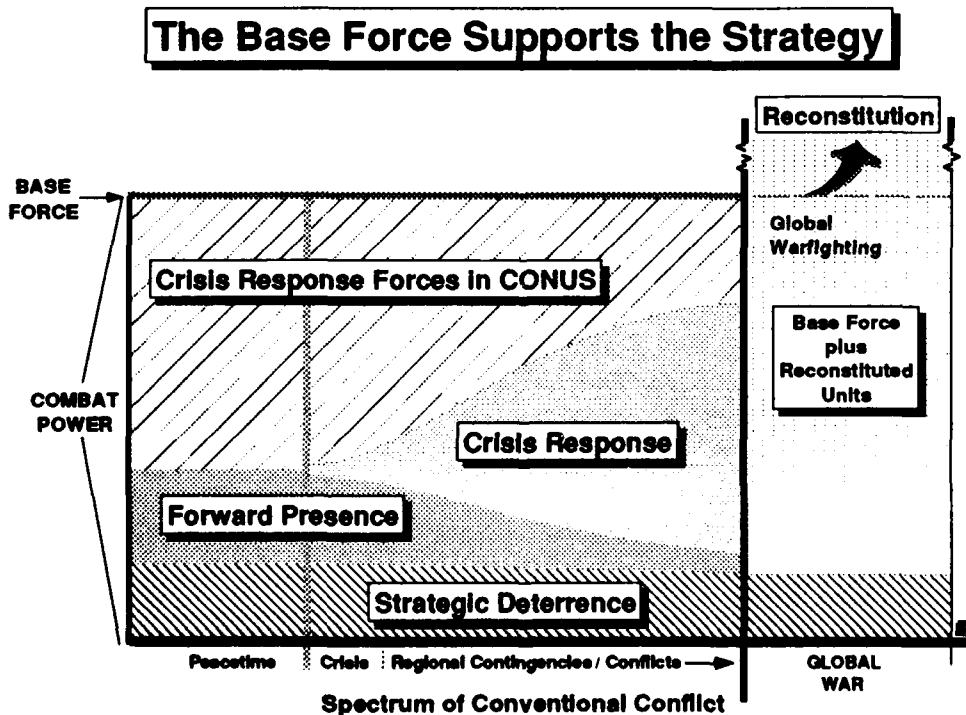 The Base Force Supports the Strategy
Reconstitution
BASE
FORCE
Global
Warfighting
Crisis Response Forces in CONUS
Base Force
plus
Reconstituted
Units
COMBAT
POWER
Crisis Response
Forward Presence
Strategic Deterrence
Peacetime
Crisis
Regional Contingencies / Conflicts
GLOBAL
WAR
Spectrum of Conventional Conflict